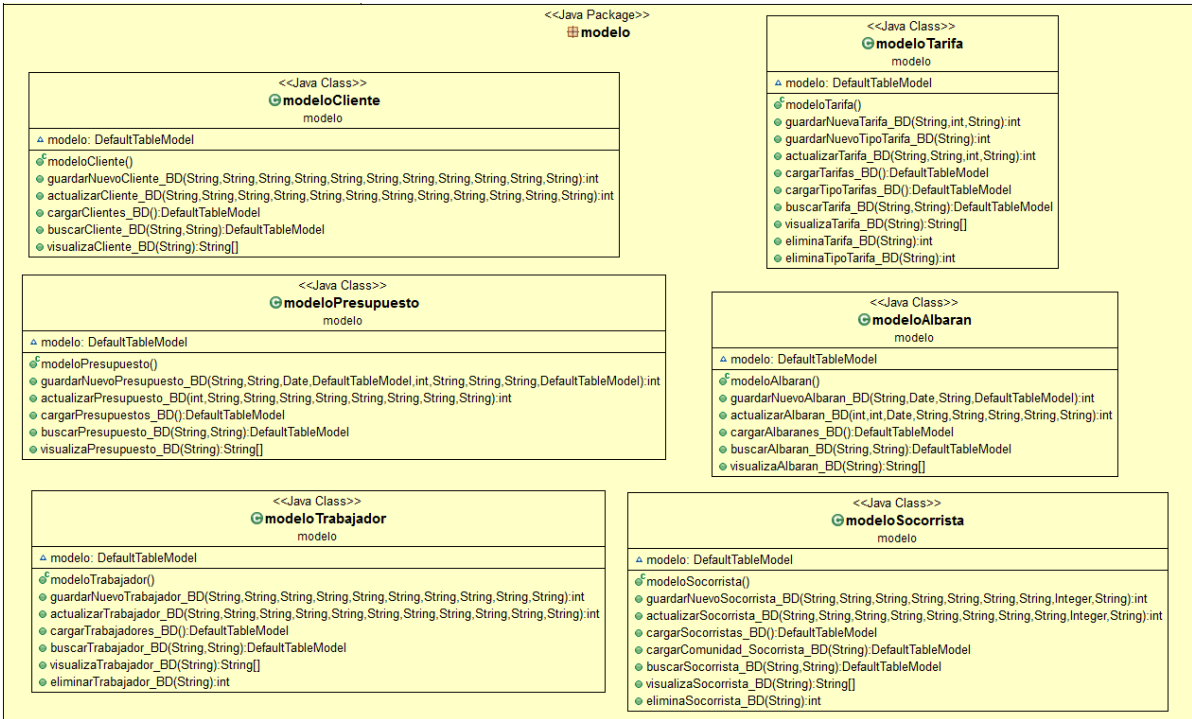 <<Java Package>>
modelo
<<Java Class>>
modeloTarifa
modelo
modelo: DefaultTableModel
modeloTarifa()
guardarNuevaTarifa_BD(String,int,String):int
guardarNuevoTipoTarifa_BD(String):int
actualizarTarifa_BD(String,String,int,String):int
cargarTarifas_BD():DefaultTableModel
cargarTipoTarifas_BD():DefaultTableModel
buscarTarifa_BD(String,String):DefaultTableModel
visualizaTarifa_BD(String):String[]
eliminaTarifa_BD(String):int
eliminaTipoTarifa_BD(String):int
<<Java Class>>
modeloCliente
modelo
modelo: DefaultTableModel
modeloCliente()
guardarNuevoCliente_BD(String,String,String,String,String,String,String,String,String,String,String):int
actualizarCliente_BD(String,String,String,String,String,String,String,String,String,String,String,String):int
cargarClientes_BD():DefaultTableModel
buscarCliente_BD(String,String):DefaultTableModel
visualizaCliente_BD(String):String[]
<<Java Class>>
modeloPresupuesto
modelo
modelo: DefaultTableModel
modeloPresupuesto()
guardarNuevoPresupuesto_BD(String,String,Date,DefaultTableModel,int,String,String,String,DefaultTableModel):int
actualizarPresupuesto_BD(int,String,String,String,String,String,String,String):int
cargarPresupuestos_BD():DefaultTableModel
buscarPresupuesto_BD(String,String):DefaultTableModel
visualizaPresupuesto_BD(String):String[]
<<Java Class>>
modeloAlbaran
modelo
modelo: DefaultTableModel
modeloAlbaran()
guardarNuevoAlbaran_BD(String,Date,String,DefaultTableModel):int
actualizarAlbaran_BD(int,int,Date,String,String,String,String,String):int
cargarAlbaranes_BD():DefaultTableModel
buscarAlbaran_BD(String,String):DefaultTableModel
visualizaAlbaran_BD(String):String[]
<<Java Class>>
modeloTrabajador
modelo
modelo: DefaultTableModel
modeloTrabajador()
guardarNuevoTrabajador_BD(String,String,String,String,String,String,String,String,String,String):int
actualizarTrabajador_BD(String,String,String,String,String,String,String,String,String,String,String):int
cargarTrabajadores_BD():DefaultTableModel
buscarTrabajador_BD(String,String):DefaultTableModel
visualizaTrabajador_BD(String):String[]
eliminarTrabajador_BD(String):int
<<Java Class>>
modeloSocorrista
modelo
modelo: DefaultTableModel
modeloSocorrista()
guardarNuevoSocorrista_BD(String,String,String,String,String,String,String,Integer,String):int
actualizarSocorrista_BD(String,String,String,String,String,String,String,String,Integer,String):int
cargarSocorristas_BD():DefaultTableModel
cargarComunidad_Socorrista_BD(String):DefaultTableModel
buscarSocorrista_BD(String,String):DefaultTableModel
visualizaSocorrista_BD(String):String[]
eliminaSocorrista_BD(String):int